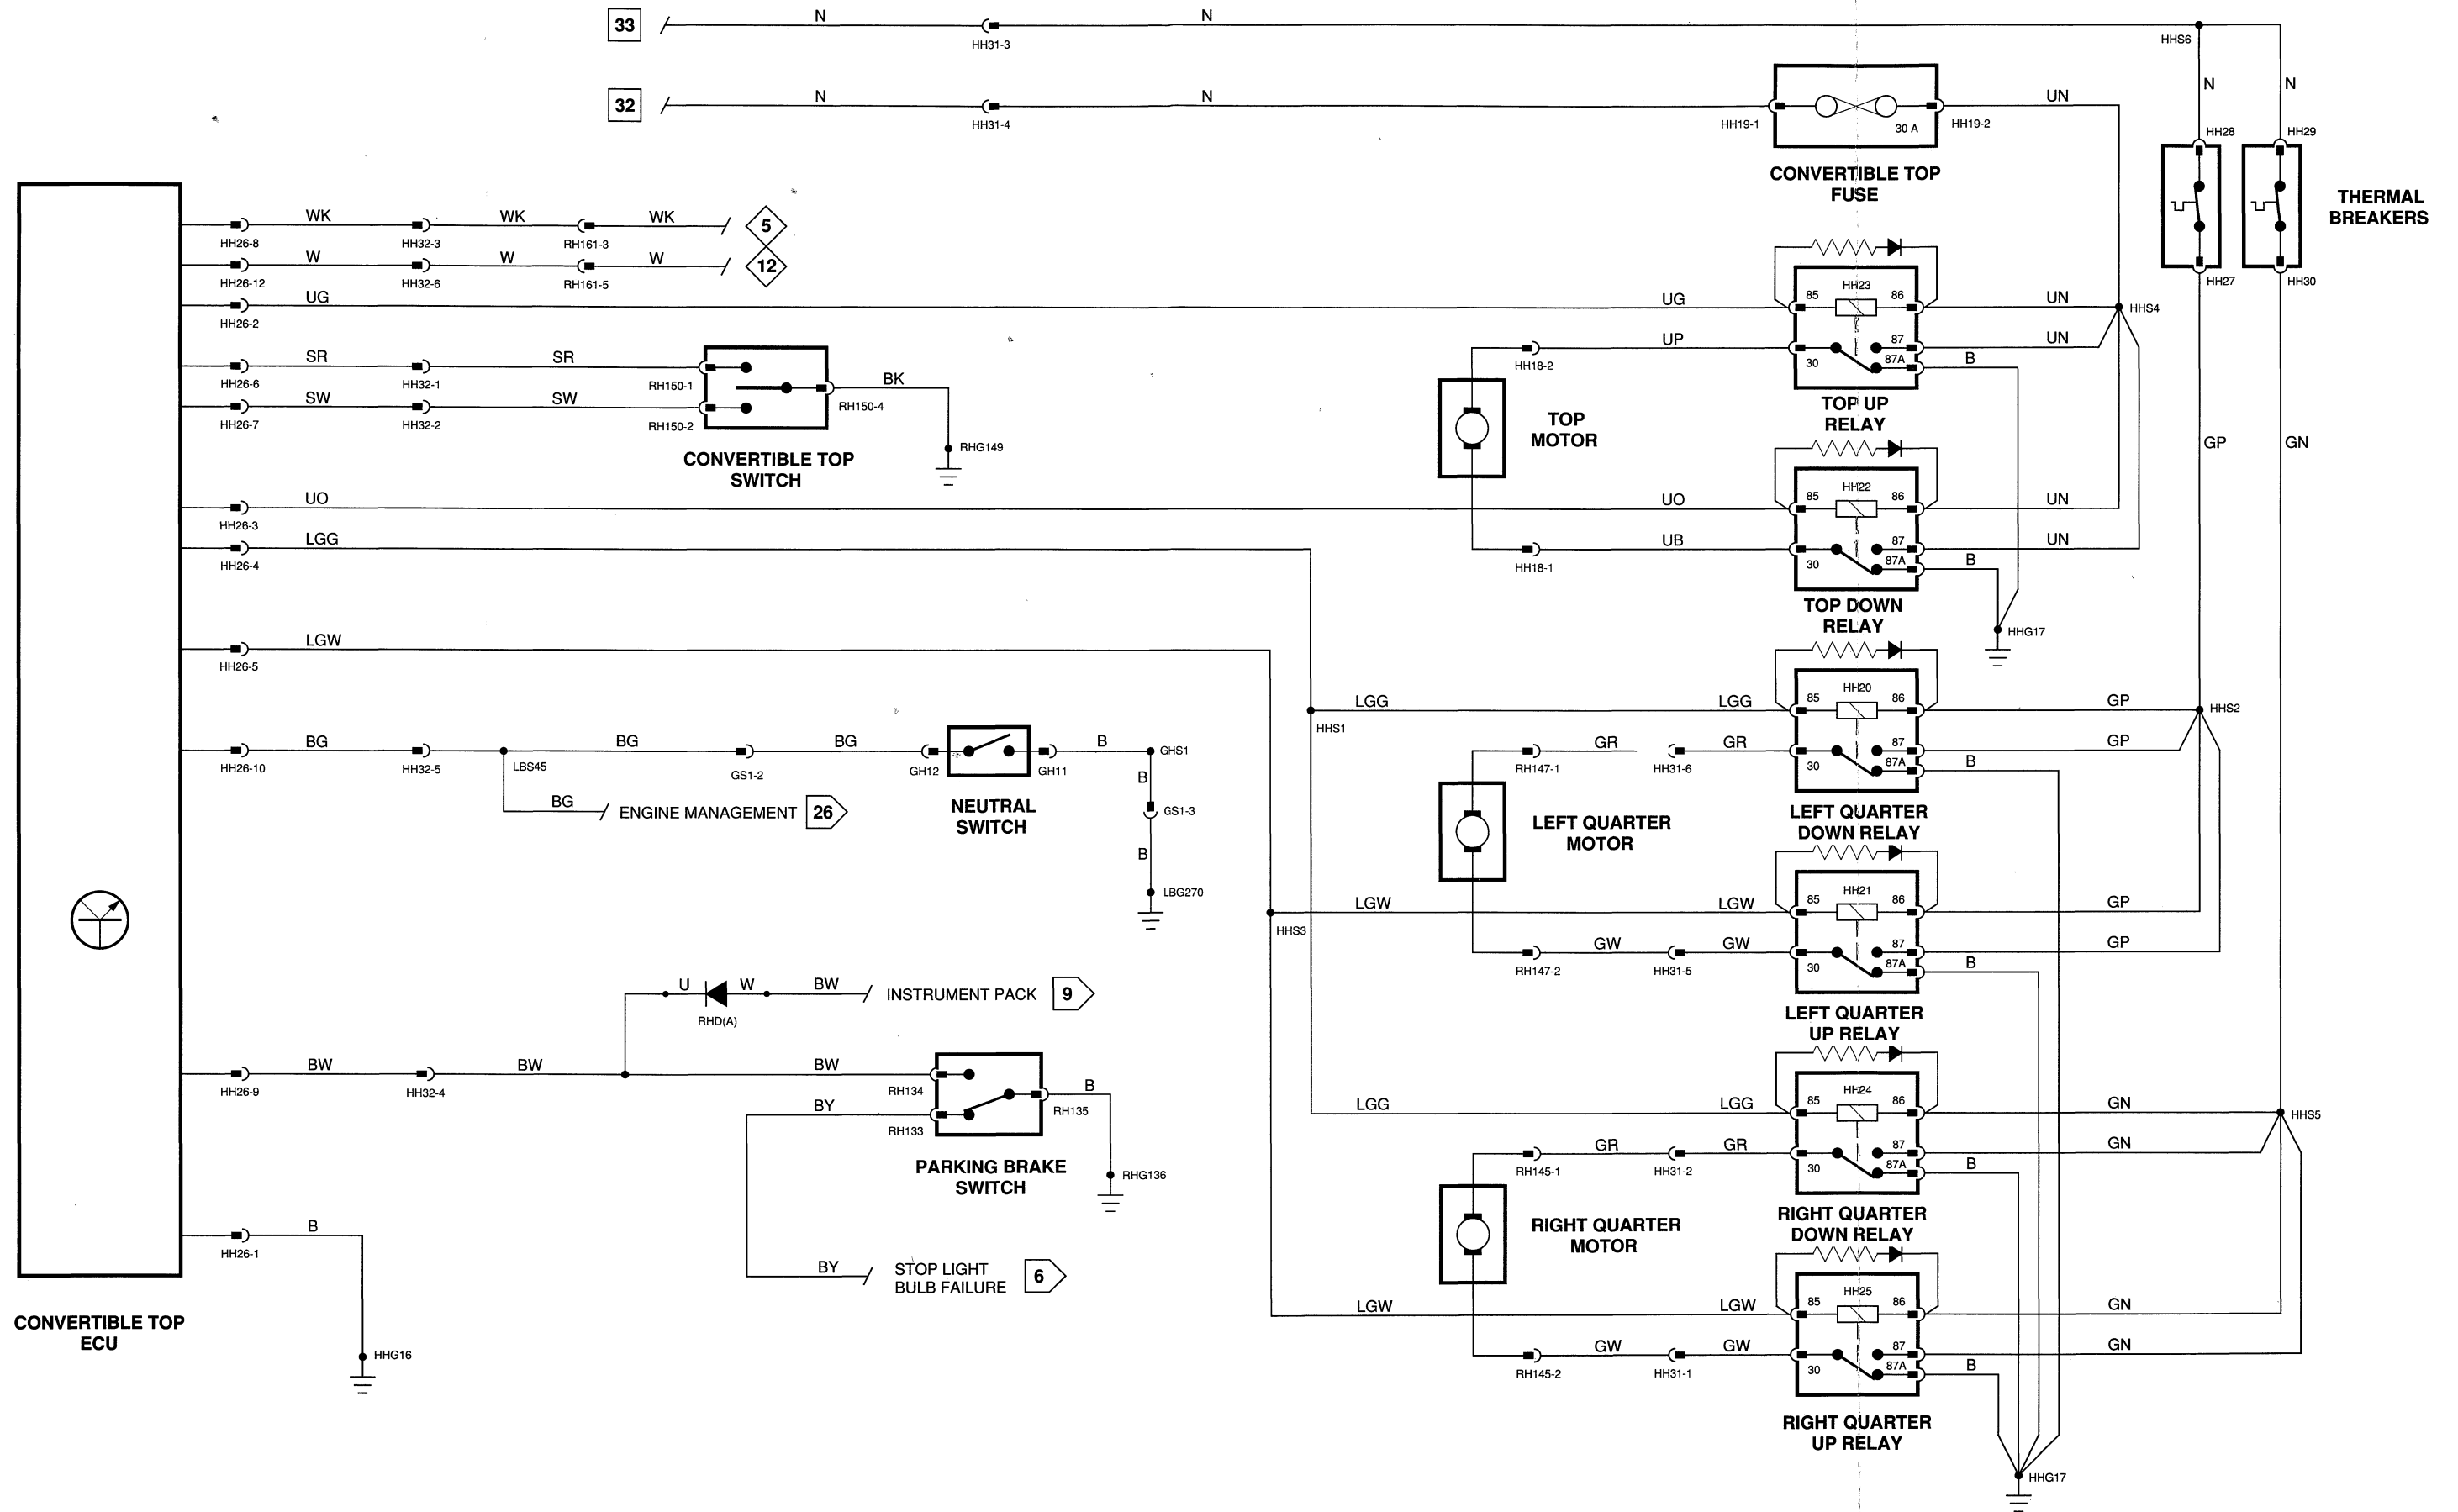 33 N HH31-3 N HHS6
32 N HH31-4 N HH19-1 30 A HH19-2 UN N N
CONVERTIBLE TOP
FUSE
HH28 HH29
THERMAL
BREAKERS
HH27 HH30
GP GN
WK WK WK 5
HH26-8 HH32-3 RH161-3
W W W 12
HH26-12 HH32-6 RH161-5
UG UG 85 HH23 86 UN HHS4
HH26-2
UP 30 87 UN
87A B
HH18-2
TOP UP
RELAY
SR SR
HH26-6 HH32-1 RH150-1
SW SW
HH26-7 HH32-2 RH150-2
BK
RH150-4
RHG149
CONVERTIBLE TOP
SWITCH
TOP
MOTOR
UO UO 85 HH22 86 UN
HH26-3
LGG
HH26-4
UB 30 87 UN
87A B
HH18-1
TOP DOWN
RELAY
HHG17
LGW
HH26-5
LGG LGG 85 HH20 86 GP HHS2
HHS1
GR GR 30 87 GP
87A B
RH147-1 HH31-6
LEFT QUARTER
DOWN RELAY
BG BG BG B GHS1
HH26-10 HH32-5 LBS45 GS1-2 GH12 GH11
B
BG ENGINE MANAGEMENT 26
NEUTRAL
SWITCH
GS1-3
B
LBG270
LEFT QUARTER
MOTOR
LGW LGW 85 HH21 86 GP
HHS3
GW GW 30 87 GP
87A B
RH147-2 HH31-5
LEFT QUARTER
UP RELAY
U W BW INSTRUMENT PACK 9
RHD(A)
BW BW BW
HH26-9 HH32-4 RH134
B
RH135
BY
RH133
PARKING BRAKE
SWITCH
RHG136
BY STOP LIGHT
BULB FAILURE 6
LGG LGG 85 HH24 86 GN HHS5
GR GR 30 87 GN
87A B
RH145-1 HH31-2
RIGHT QUARTER
DOWN RELAY
RIGHT QUARTER
MOTOR
B
HH26-1
HHG16
CONVERTIBLE TOP
ECU
LGW LGW 85 HH25 86 GN
GW GW 30 87 GN
87A B
RH145-2 HH31-1
RIGHT QUARTER
UP RELAY
HHG17